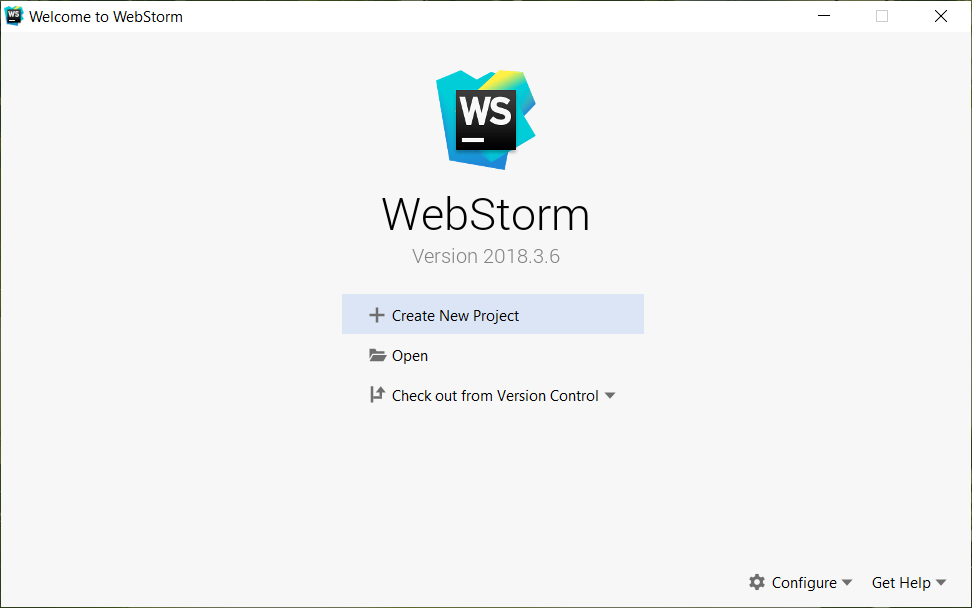 WS Welcome to WebStorm
WS
WebStorm
Version 2018.3.6
Create New Project
Open
Check out from Version Control
Configure Get Help